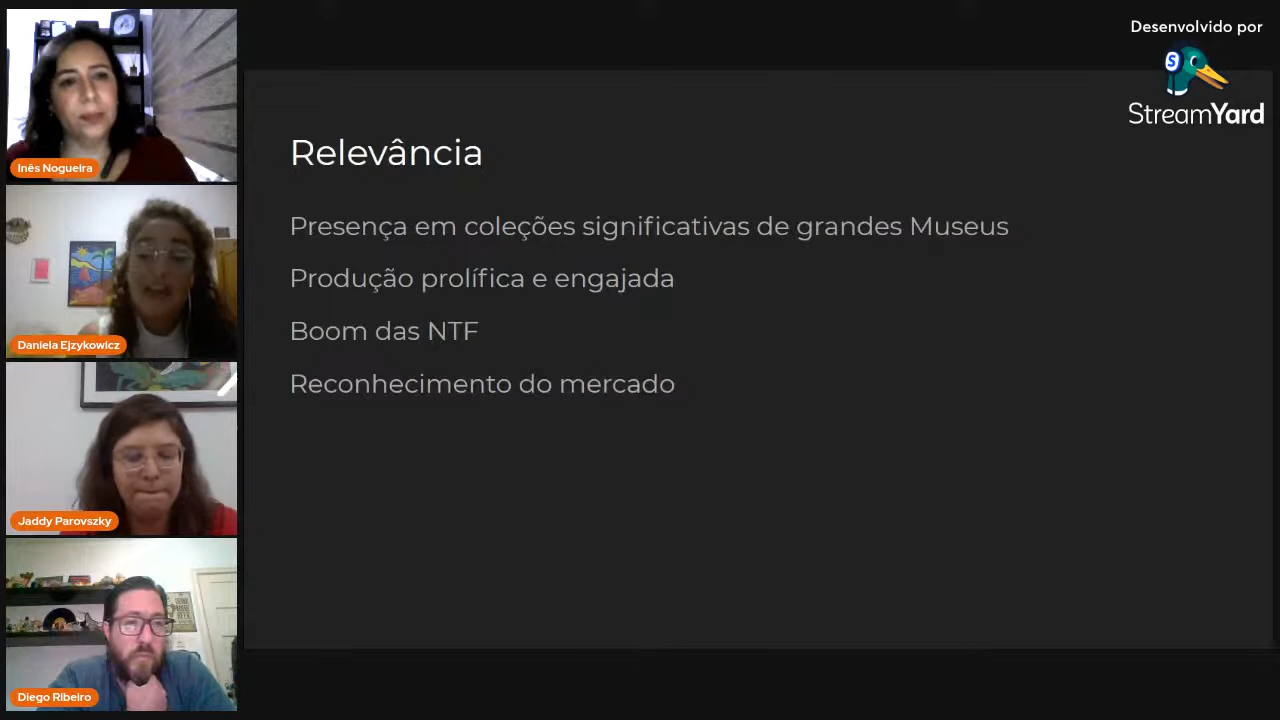 Inês Nogueira
Daniela Ejzykowicz
Jaddy Parovszky
Diego Ribeiro
Relevância
Presença em coleções significativas de grandes Museus
Produção prolífica e engajada
Boom das NTF
Reconhecimento do mercado
Desenvolvido por
S
StreamYard